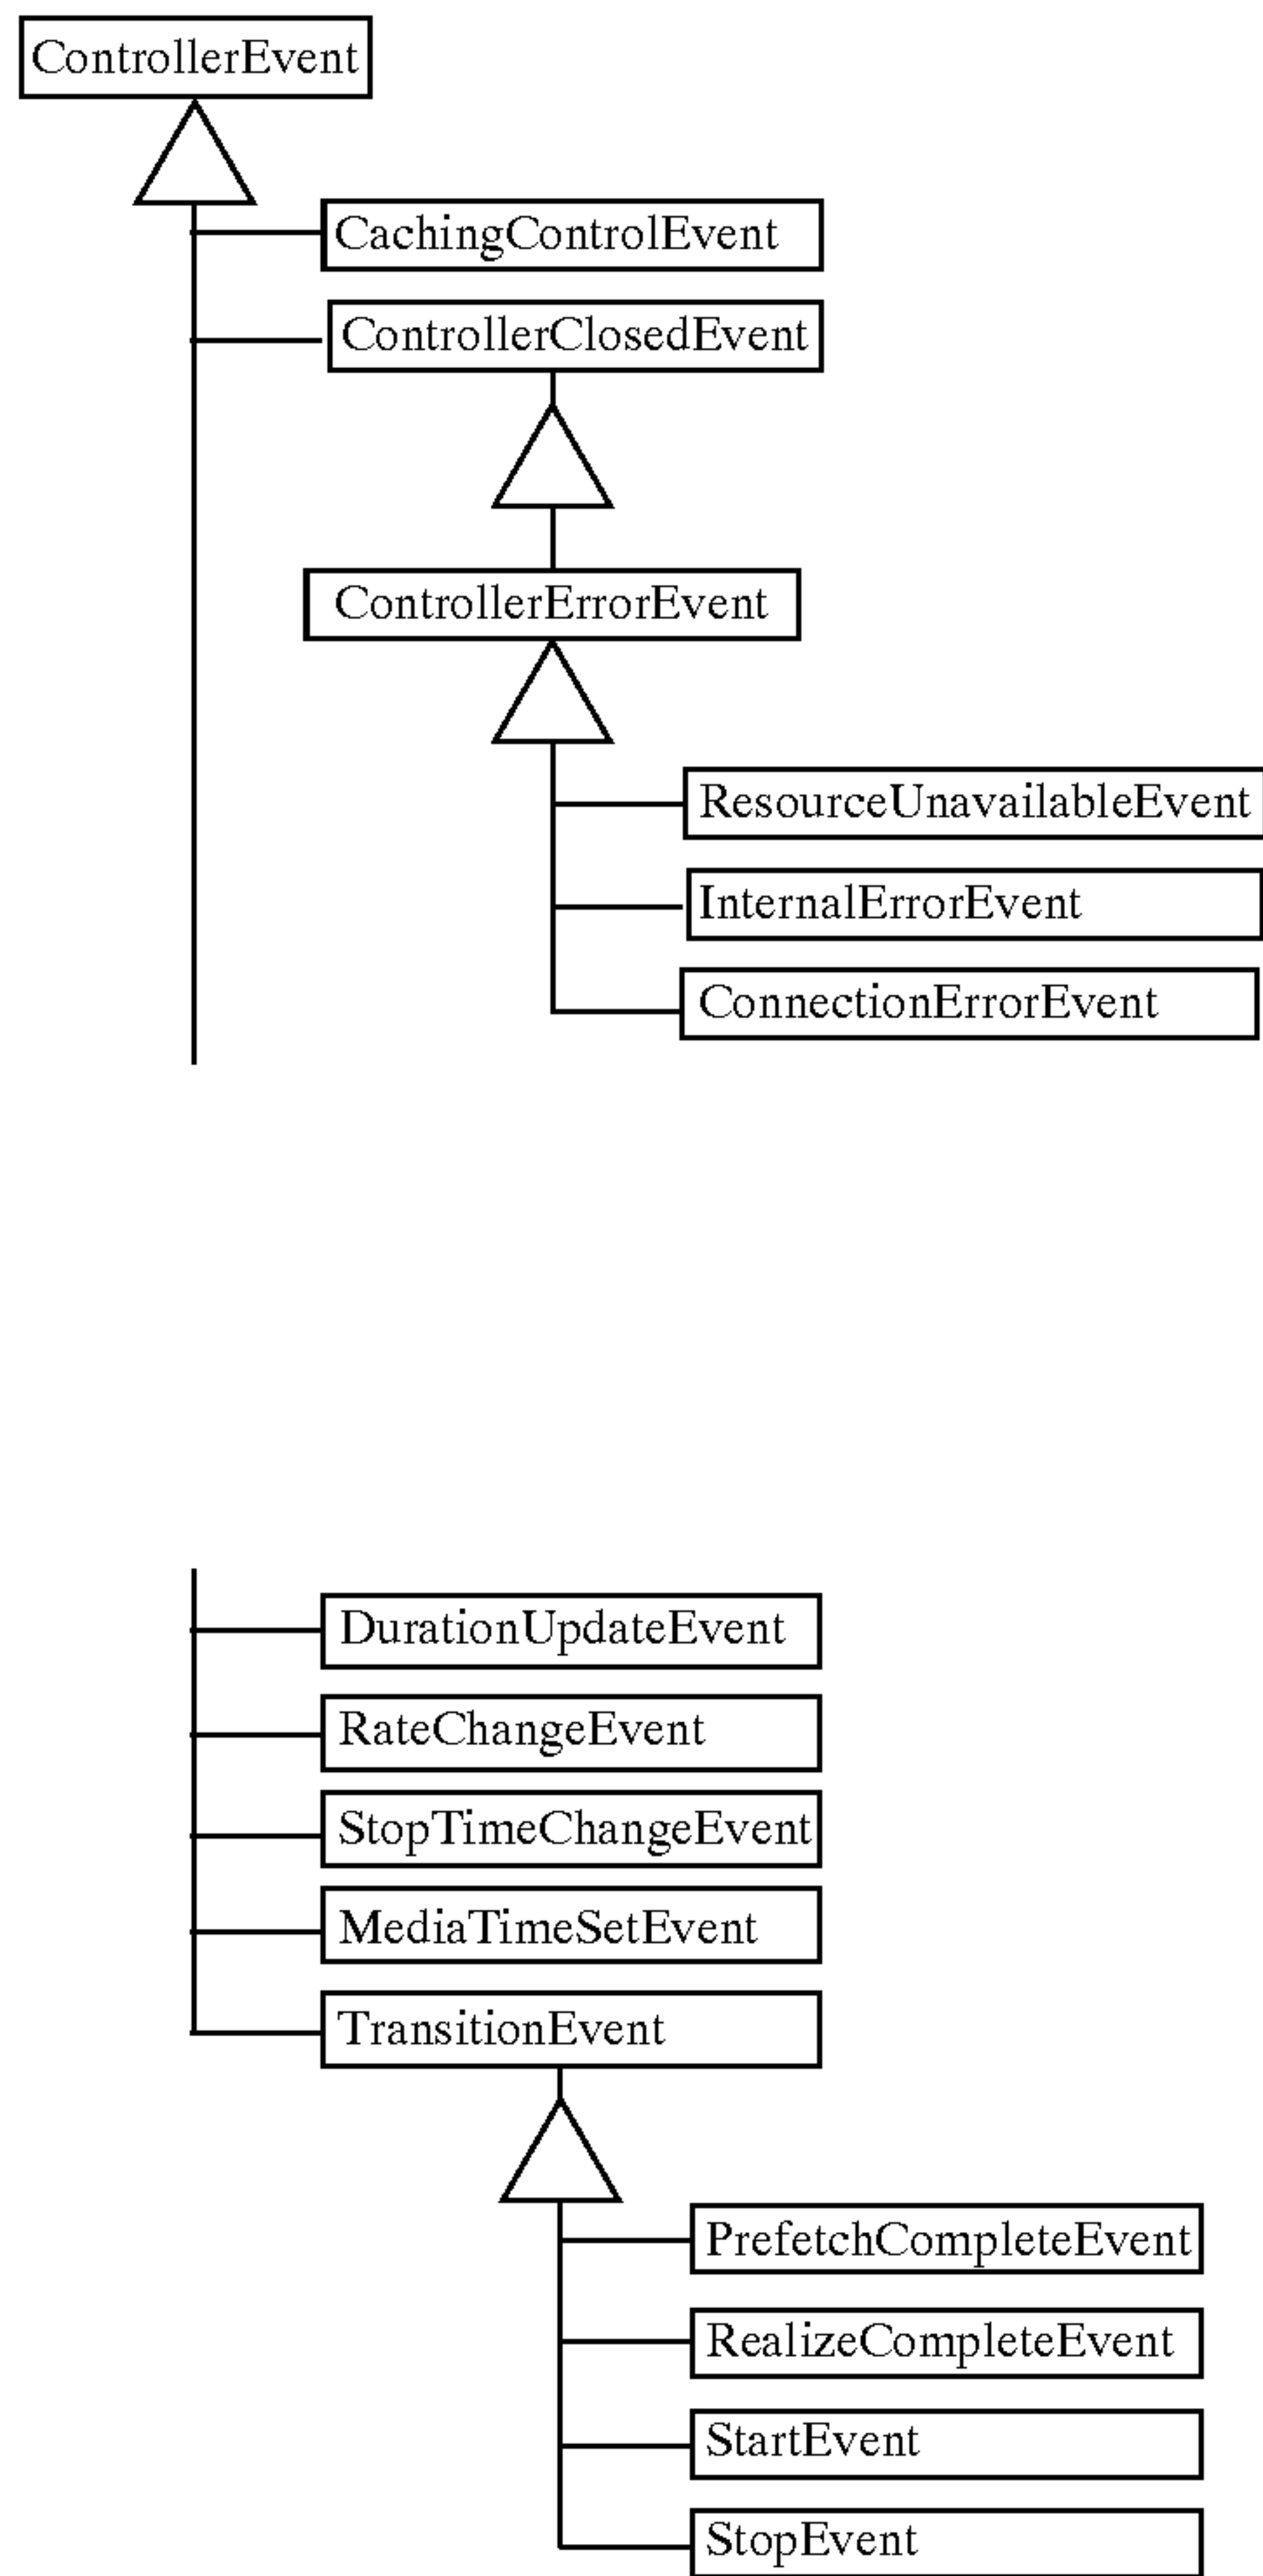 ControllerEvent
CachingControlEvent
ControllerClosedEvent
ControllerErrorEvent
ResourceUnavailableEvent
InternalErrorEvent
ConnectionErrorEvent
DurationUpdateEvent
RateChangeEvent
StopTimeChangeEvent
MediaTimeSetEvent
TransitionEvent
PrefetchCompleteEvent
RealizeCompleteEvent
StartEvent
StopEvent